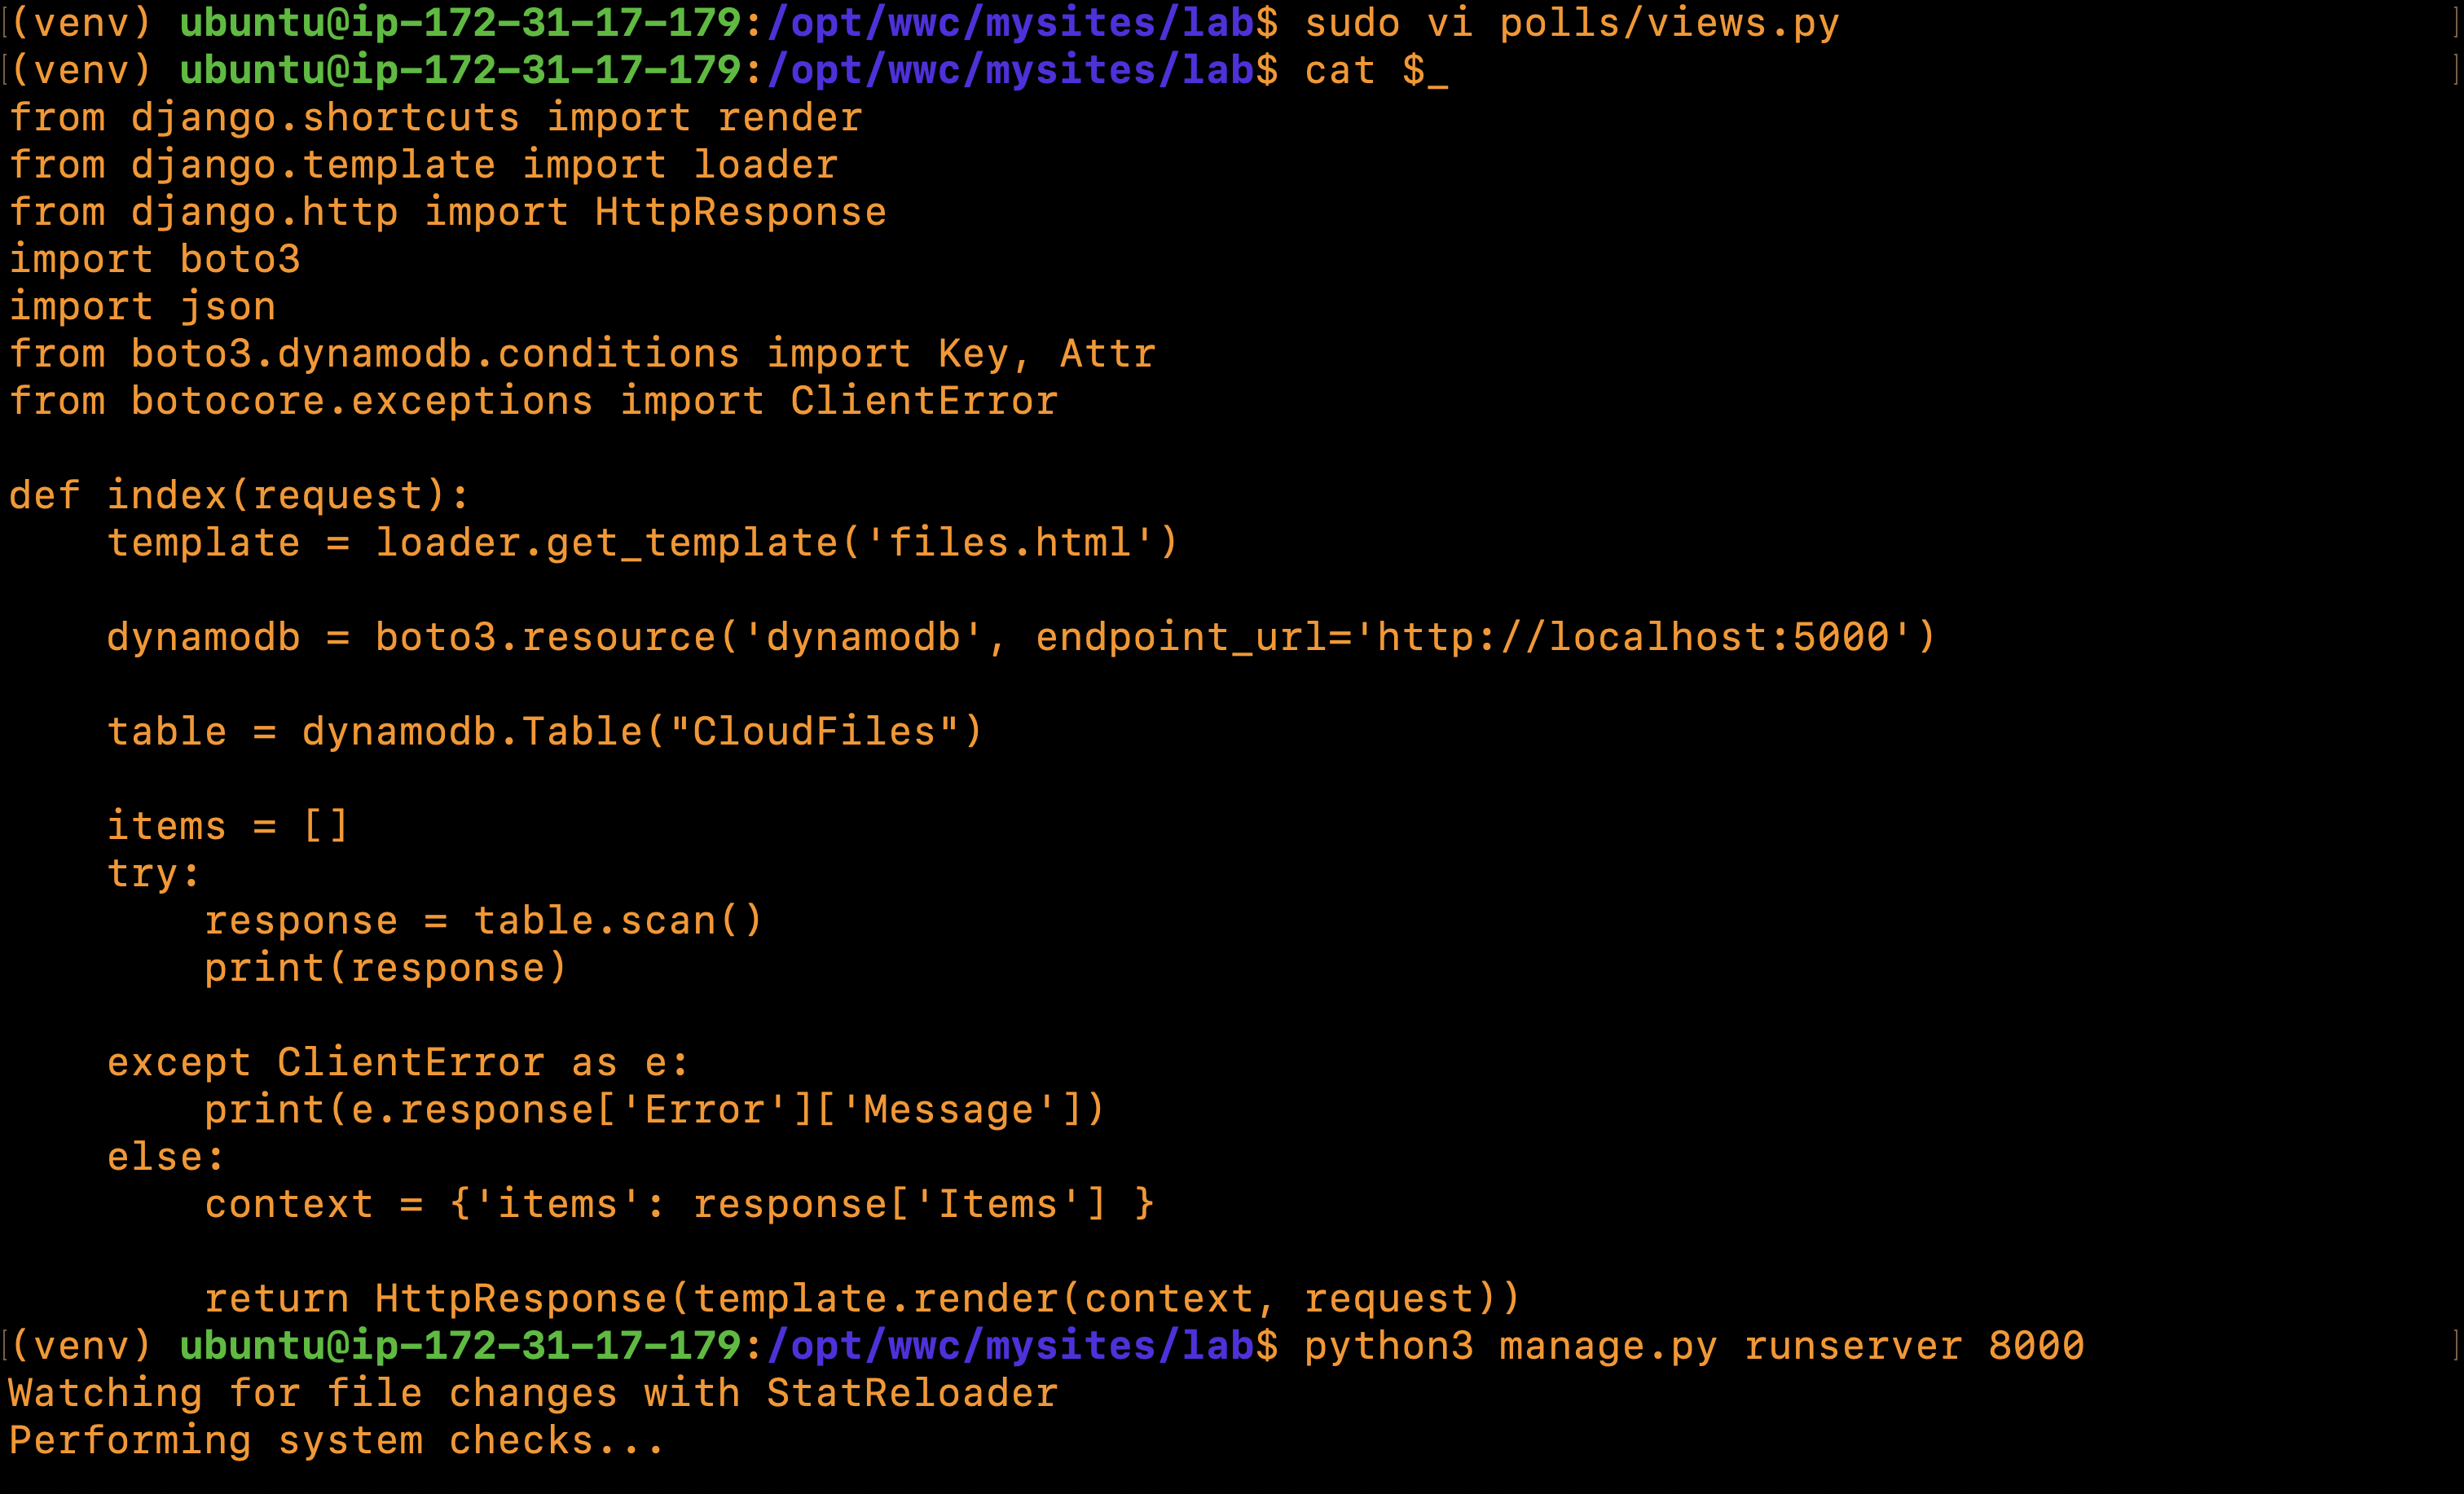 (venv) ubuntu@ip-172-31-17-179:/opt/wwc/mysites/lab$ sudo vi polls/views.py
(venv) ubuntu@ip-172-31-17-179:/opt/wwc/mysites/lab$ cat $_
from django.shortcuts import render
from django.template import loader
from django.http import HttpResponse
import boto3
import json
from boto3.dynamodb.conditions import Key, Attr
from botocore.exceptions import ClientError

def index(request):
    template = loader.get_template('files.html')

    dynamodb = boto3.resource('dynamodb', endpoint_url='http://localhost:5000')

    table = dynamodb.Table("CloudFiles")

    items = []
    try:
        response = table.scan()
        print(response)

    except ClientError as e:
        print(e.response['Error']['Message'])
    else:
        context = {'items': response['Items'] }

        return HttpResponse(template.render(context, request))
(venv) ubuntu@ip-172-31-17-179:/opt/wwc/mysites/lab$ python3 manage.py runserver 8000
Watching for file changes with StatReloader
Performing system checks...